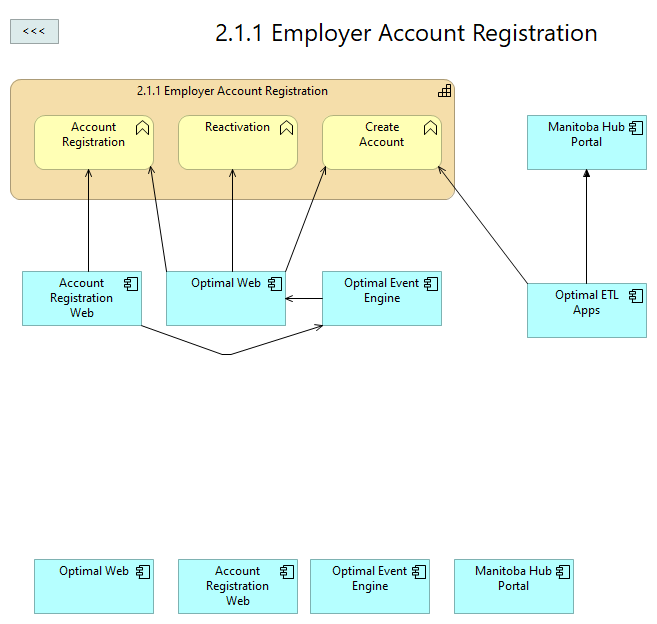 <<<
2.1.1 Employer Account Registration
2.1.1 Employer Account Registration
Account
Registration
Reactivation
Create
Account
Manitoba Hub
Portal
Account
Registration
Web
Optimal Web
Optimal Event
Engine
Optimal ETL
Apps
Optimal Web
Account
Registration
Web
Optimal Event
Engine
Manitoba Hub
Portal